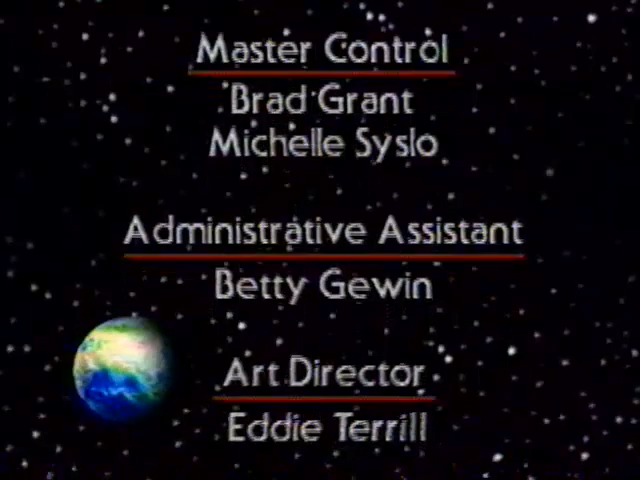 Master Control
Brad Grant
Michelle Syslo
Administrative Assistant
Betty Gewin
Art Director
Eddie Terrill